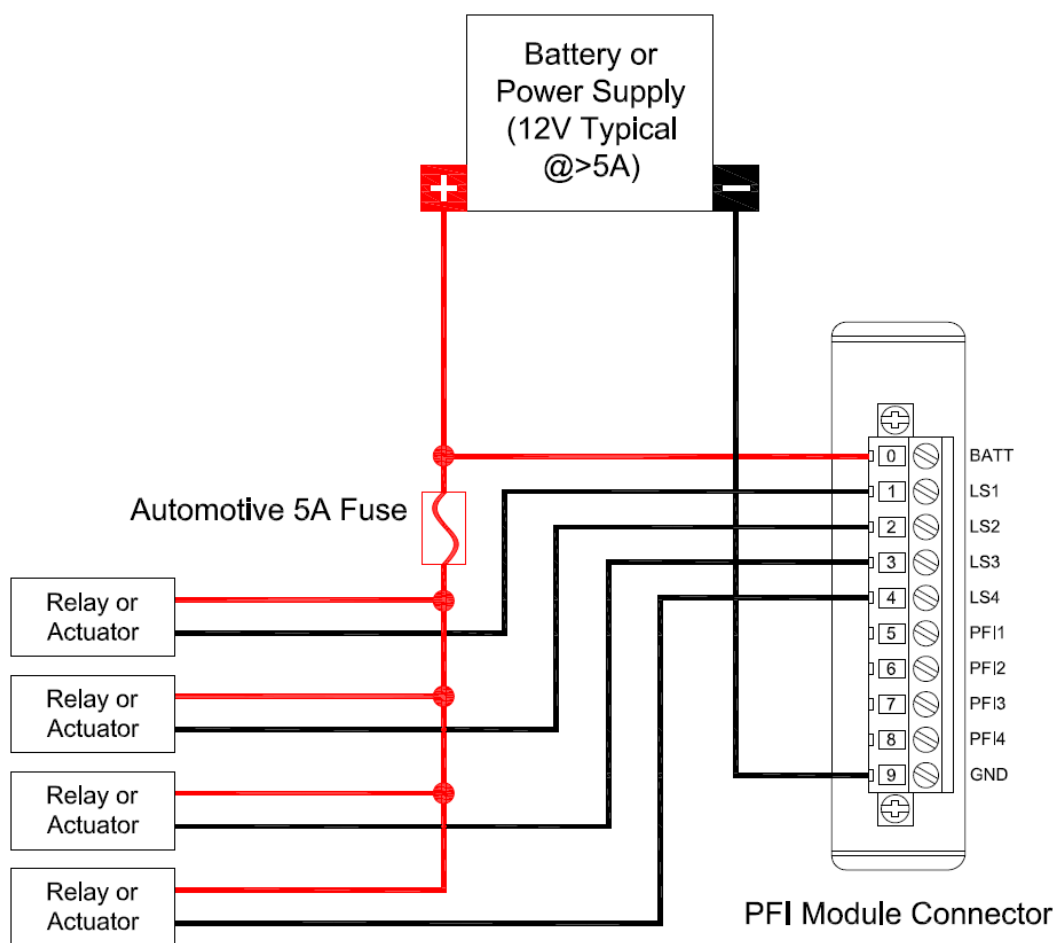 Battery or
Power Supply
(12V Typical
@>5A)
+
−
0 BATT
1 LS1
2 LS2
3 LS3
4 LS4
5 PFI1
6 PFI2
7 PFI3
8 PFI4
9 GND
Automotive 5A Fuse
Relay or
Actuator
Relay or
Actuator
Relay or
Actuator
Relay or
Actuator
PFI Module Connector